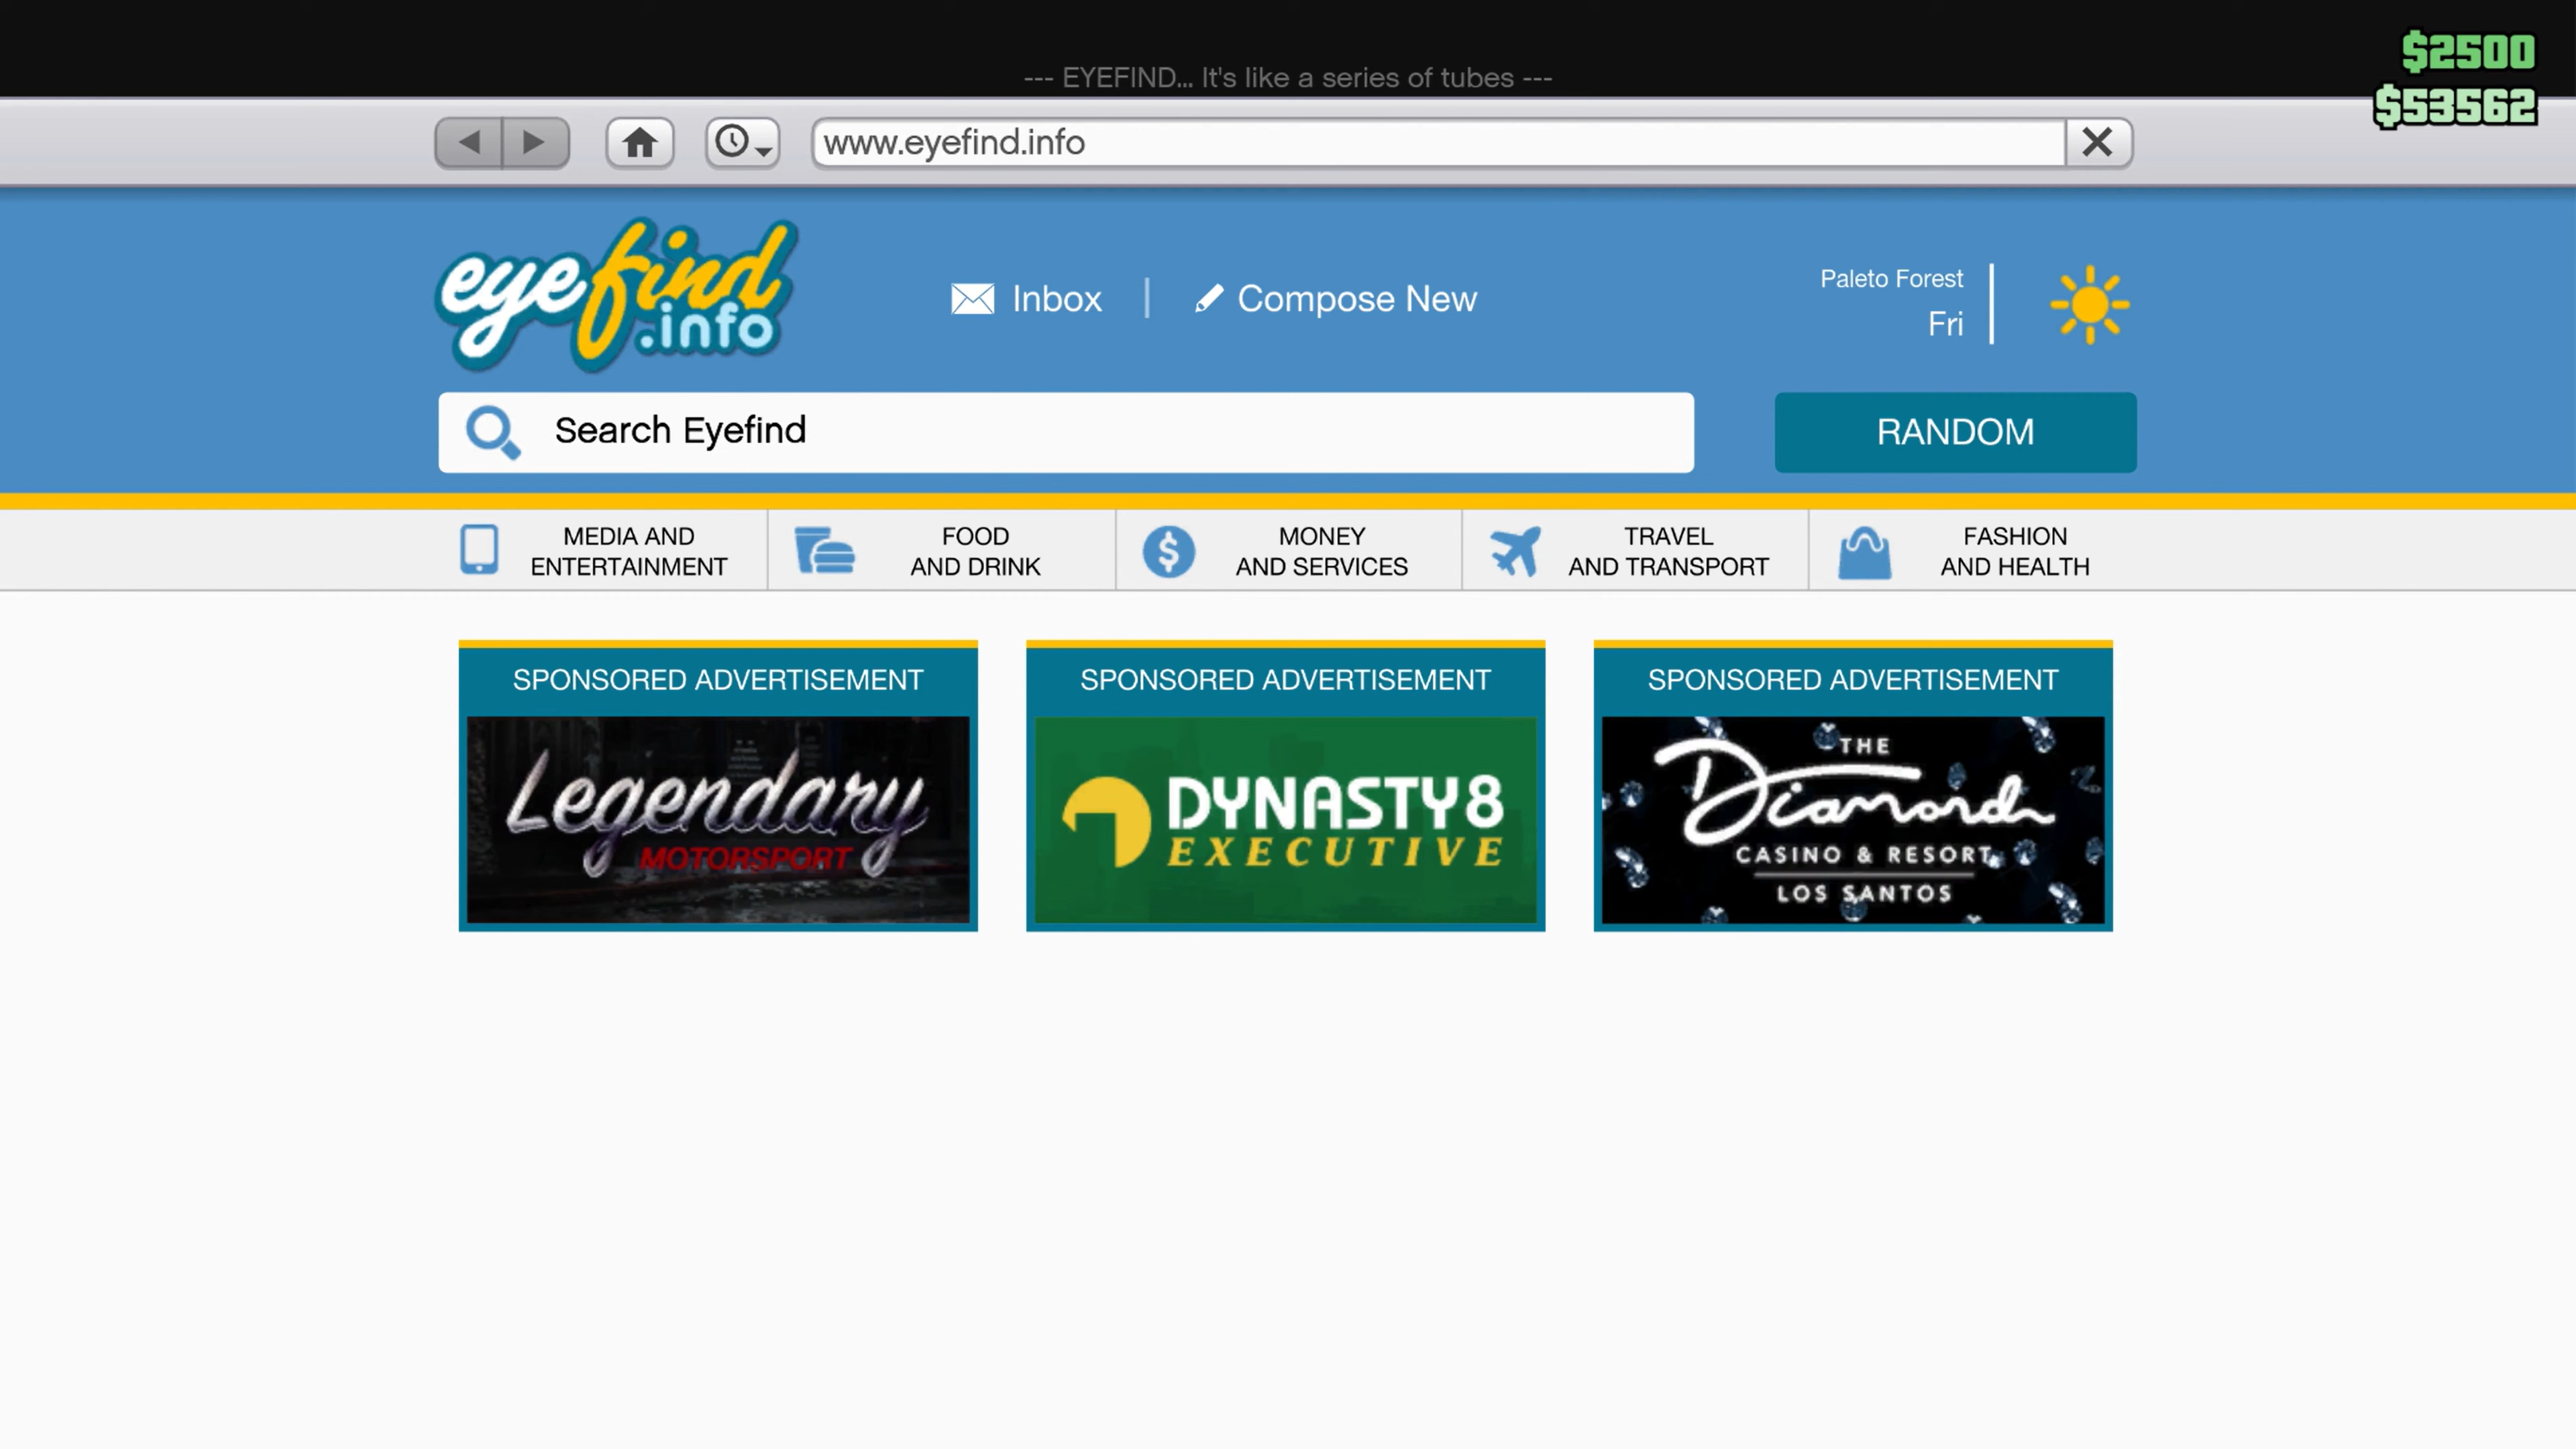 --- EYEFIND... It's like a series of tubes ---
$2500
$53562
www.eyefind.info
eyefind
.info
Inbox
Compose New
Paleto Forest
Fri
Search Eyefind
RANDOM
MEDIA AND
ENTERTAINMENT
FOOD
AND DRINK
MONEY
AND SERVICES
TRAVEL
AND TRANSPORT
FASHION
AND HEALTH
SPONSORED ADVERTISEMENT
Legendary
MOTORSPORT
SPONSORED ADVERTISEMENT
DYNASTY8
EXECUTIVE
SPONSORED ADVERTISEMENT
THE
Diamond
CASINO & RESORT
LOS SANTOS